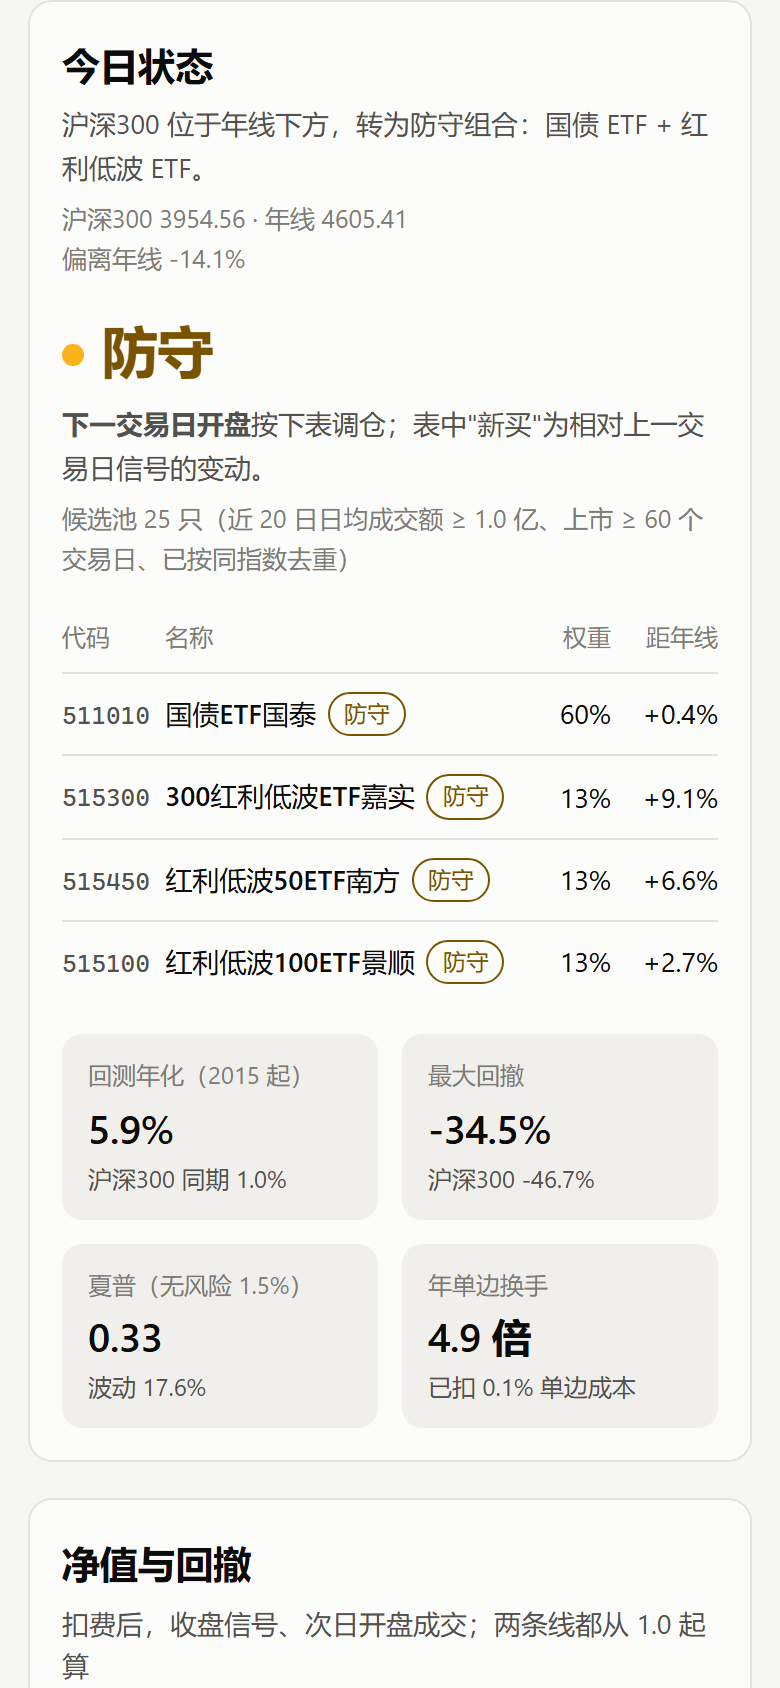 今日状态
沪深300 位于年线下方，转为防守组合：国债 ETF + 红
利低波 ETF。
沪深300 3954.56 · 年线 4605.41
偏离年线 -14.1%
防守
下一交易日开盘按下表调仓；表中"新买"为相对上一交
易日信号的变动。
候选池 25 只（近 20 日日均成交额 ≥ 1.0 亿、上市 ≥ 60 个
交易日、已按同指数去重）
代码 名称 权重 距年线
511010 国债ETF国泰 防守 60% +0.4%
515300 300红利低波ETF嘉实 防守 13% +9.1%
515450 红利低波50ETF南方 防守 13% +6.6%
515100 红利低波100ETF景顺 防守 13% +2.7%
回测年化（2015 起）
5.9%
沪深300 同期 1.0%
最大回撤
-34.5%
沪深300 -46.7%
夏普（无风险 1.5%）
0.33
波动 17.6%
年单边换手
4.9 倍
已扣 0.1% 单边成本
净值与回撤
扣费后，收盘信号、次日开盘成交；两条线都从 1.0 起
算